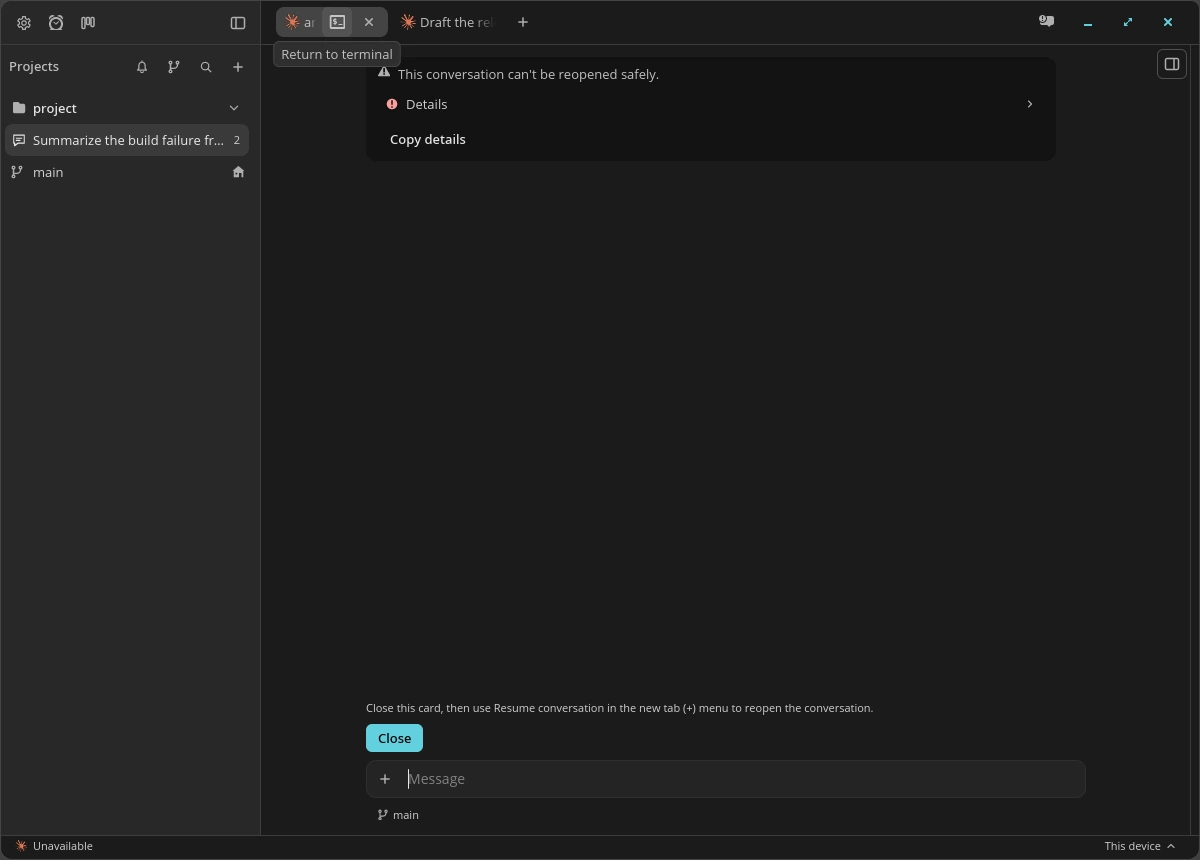 Draft the rel
Return to terminal
Projects
project
Summarize the build failure fr... 2
main
This conversation can't be reopened safely.
Details
Copy details
Close this card, then use Resume conversation in the new tab (+) menu to reopen the conversation.
Close
Message
main
Unavailable
This device